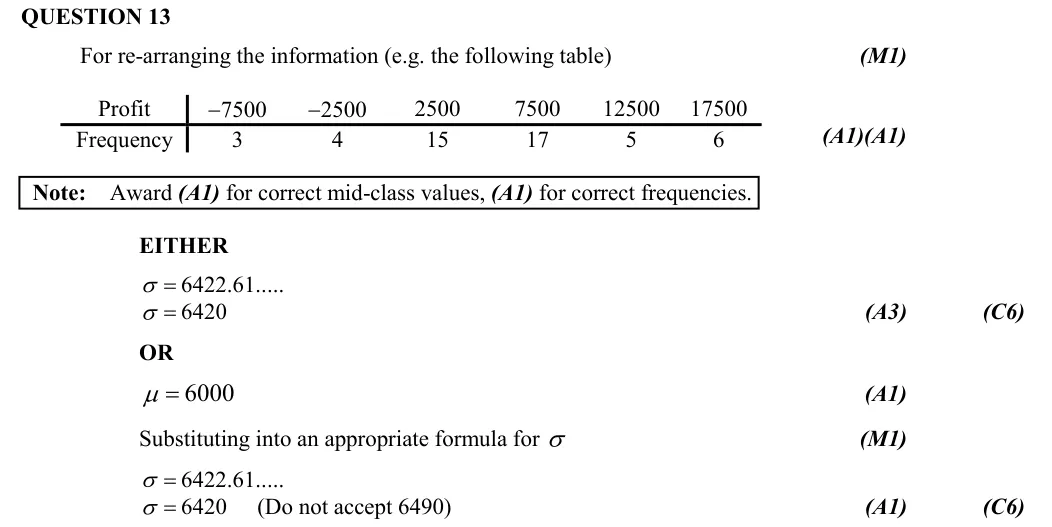 QUESTION 13
For re-arranging the information (e.g. the following table) (M1)
Profit –7500 –2500 2500 7500 12500 17500
Frequency 3 4 15 17 5 6 (A1)(A1)
Note: Award (A1) for correct mid-class values, (A1) for correct frequencies.
EITHER
σ = 6422.61.....
σ = 6420 (A3) (C6)
OR
μ = 6000 (A1)
Substituting into an appropriate formula for σ (M1)
σ = 6422.61.....
σ = 6420 (Do not accept 6490) (A1) (C6)